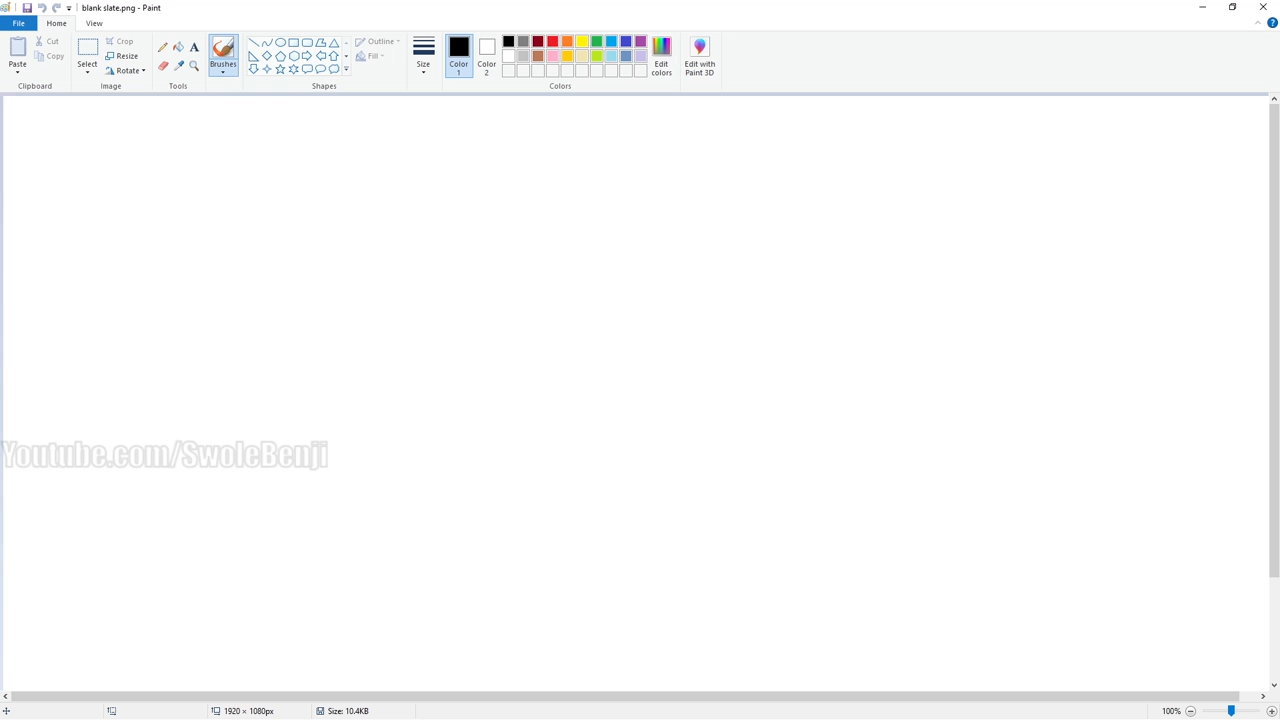 blank slate.png - Paint
File Home View
Paste
Cut
Copy
Clipboard
Select
Crop
Resize
Rotate
Image
Tools
Brushes
Shapes
Outline
Fill
Size
Color 1
Color 2
Edit colors
Colors
Edit with Paint 3D
Youtube.com/SwoleBenji
1920 × 1080px
Size: 10.4KB
100%